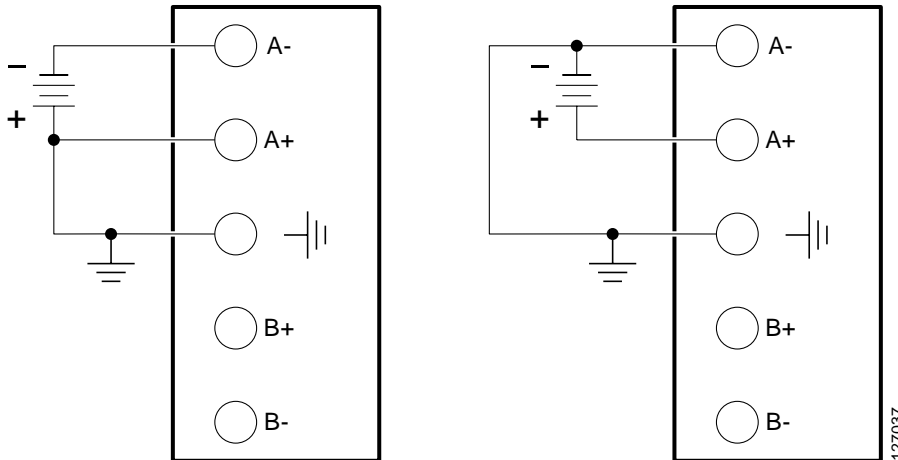 A-
−
+
A+
B+
B-
A-
−
+
A+
B+
B-
127037